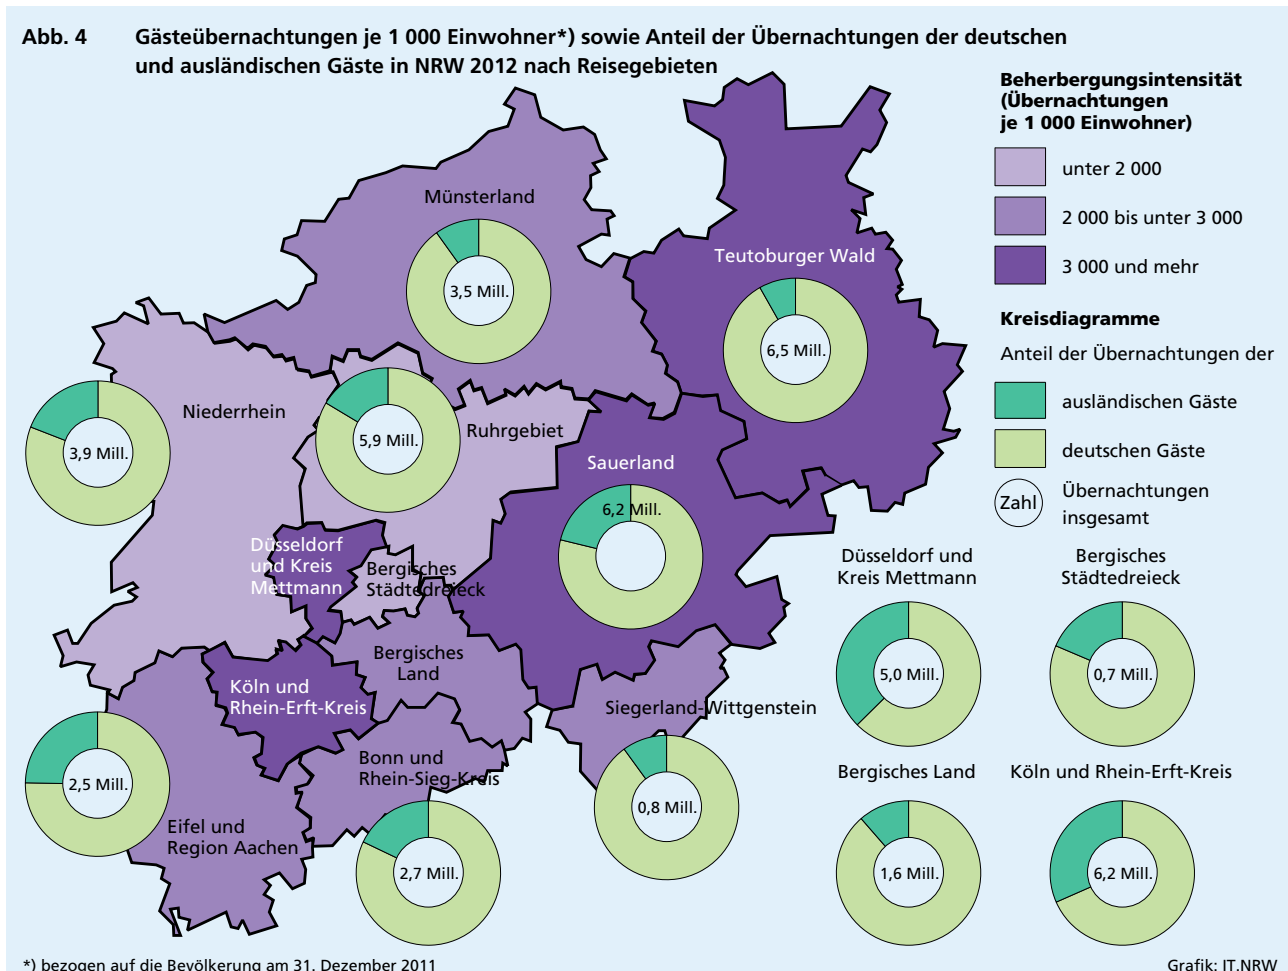 Abb. 4 Gästeübernachtungen je 1 000 Einwohner*) sowie Anteil der Übernachtungen der deutschen
und ausländischen Gäste in NRW 2012 nach Reisegebieten
Beherbergungsintensität
(Übernachtungen
je 1 000 Einwohner)
unter 2 000
2 000 bis unter 3 000
3 000 und mehr
Kreisdiagramme
Anteil der Übernachtungen der
ausländischen Gäste
deutschen Gäste
Zahl
Übernachtungen
insgesamt
Münsterland
3,5 Mill.
Teutoburger Wald
6,5 Mill.
Niederrhein
3,9 Mill.
5,9 Mill.
Ruhrgebiet
Sauerland
6,2 Mill.
Düsseldorf
und Kreis
Mettmann
Bergisches
Städtedreieck
Bergisches
Land
Köln und
Rhein-Erft-Kreis
Siegerland-Wittgenstein
0,8 Mill.
Bonn und
Rhein-Sieg-Kreis
2,7 Mill.
2,5 Mill.
Eifel und
Region Aachen
Düsseldorf und
Kreis Mettmann
5,0 Mill.
Bergisches
Städtedreieck
0,7 Mill.
Bergisches Land
1,6 Mill.
Köln und Rhein-Erft-Kreis
6,2 Mill.
*) bezogen auf die Bevölkerung am 31. Dezember 2011
Grafik: IT.NRW